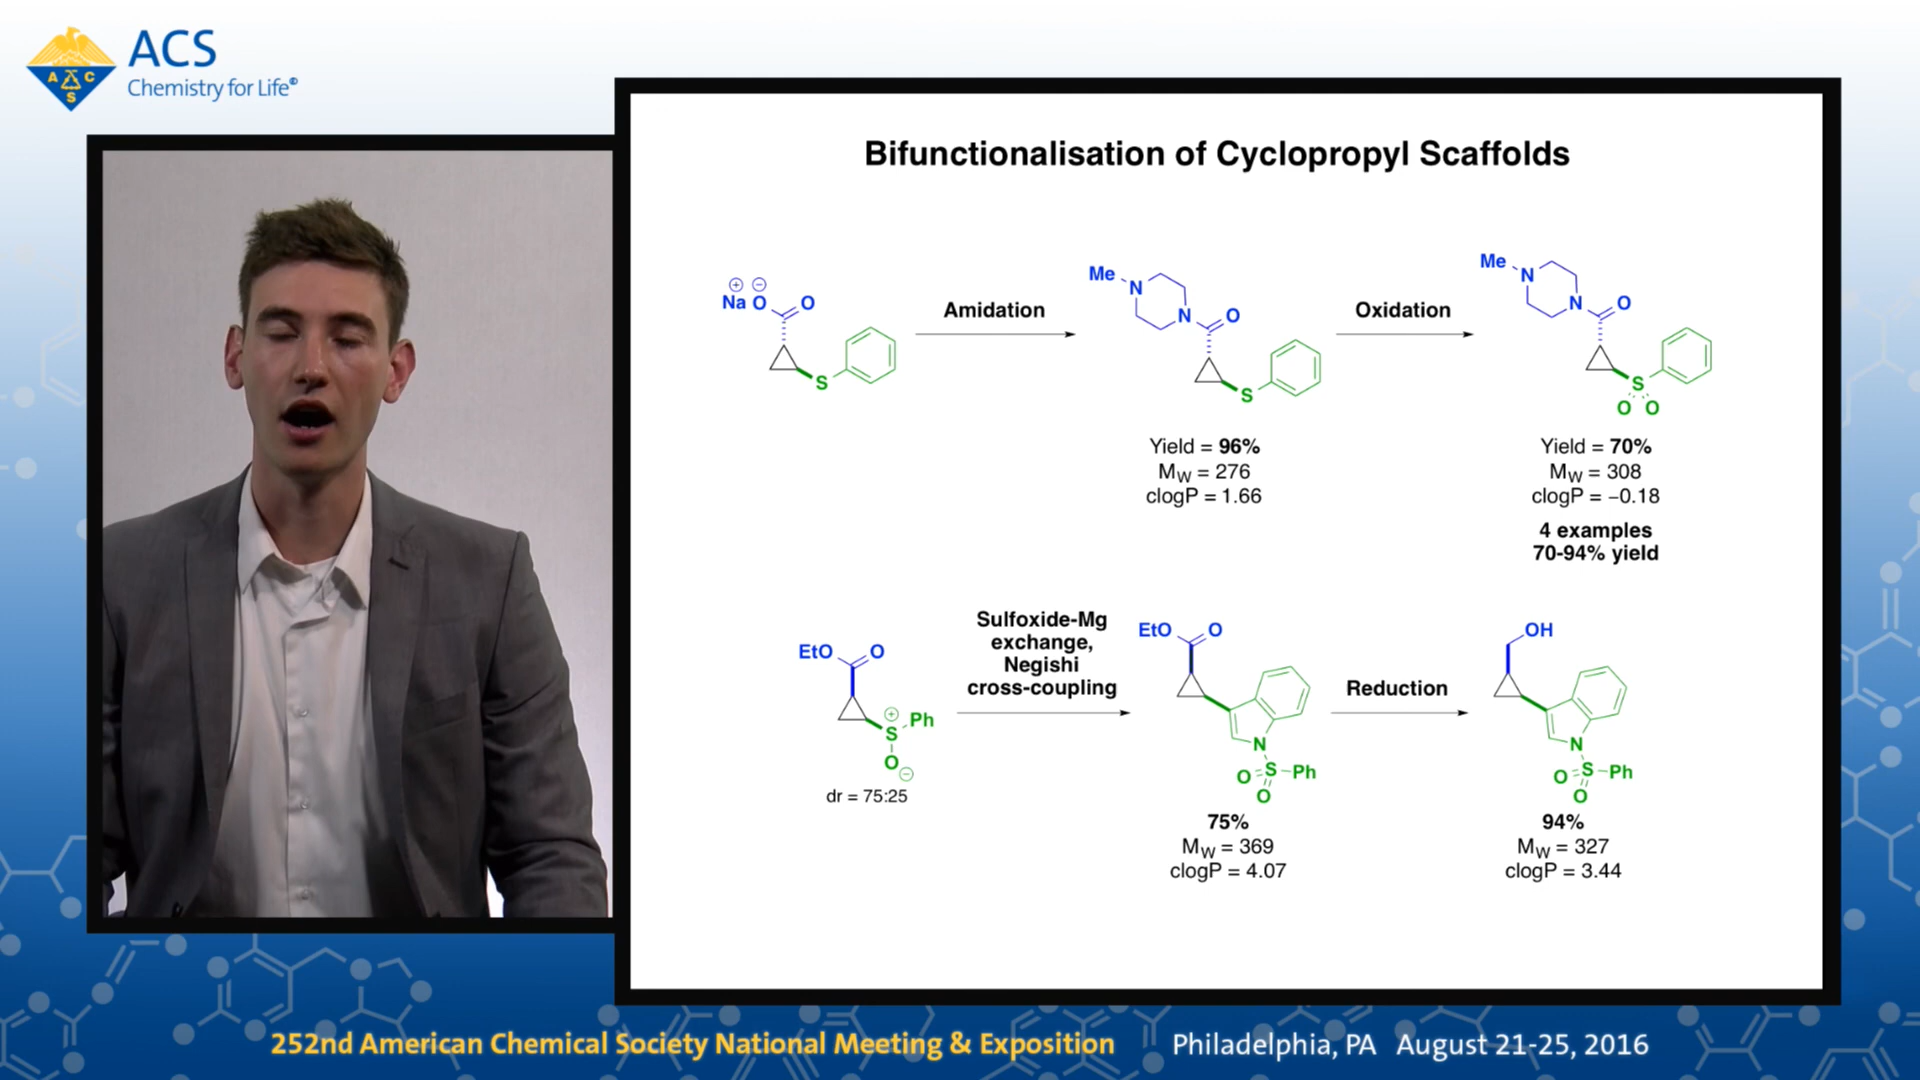 ACS
Chemistry for Life®
A C S
Bifunctionalisation of Cyclopropyl Scaffolds
Na O O
S
Amidation
Me
N
N O
S
Oxidation
Me
N
N O
S
O O
Yield = 96%
MW = 276
clogP = 1.66
Yield = 70%
MW = 308
clogP = −0.18
4 examples
70-94% yield
EtO O
S Ph
O
dr = 75:25
Sulfoxide-Mg
exchange,
Negishi
cross-coupling
EtO O
N
O S Ph
O
75%
MW = 369
clogP = 4.07
Reduction
OH
N
O S Ph
O
94%
MW = 327
clogP = 3.44
252nd American Chemical Society National Meeting & Exposition Philadelphia, PA August 21-25, 2016